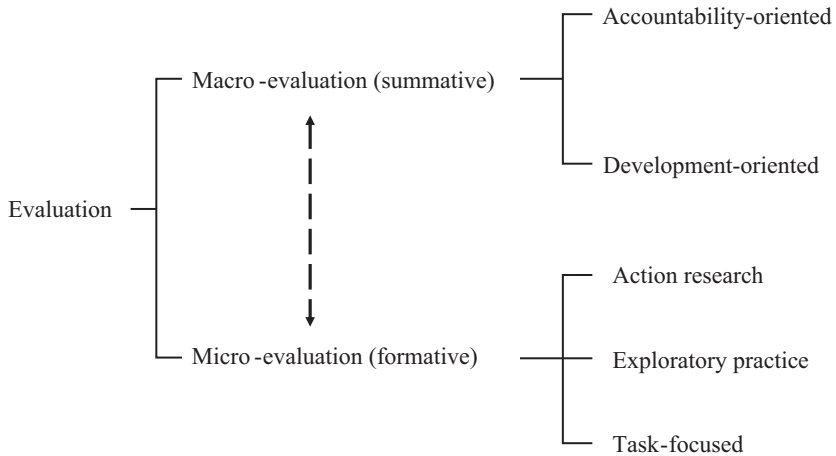 Accountability-oriented
Macro-evaluation (summative)
Development-oriented
Evaluation
Action research
Micro-evaluation (formative)
Exploratory practice
Task-focused